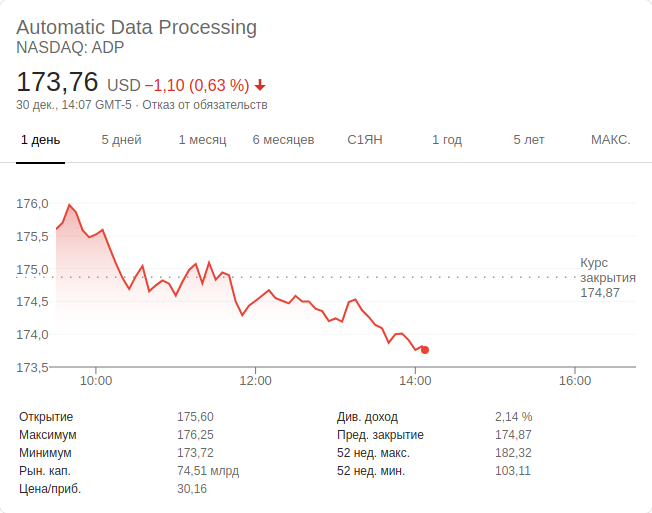 Automatic Data Processing
NASDAQ: ADP
173,76 USD −1,10 (0,63 %)
30 дек., 14:07 GMT-5 · Отказ от обязательств
1 день 5 дней 1 месяц 6 месяцев С1ЯН 1 год 5 лет МАКС.
176,0
175,5
175,0
174,5
174,0
173,5
Курс
закрытия
174,87
10:00 12:00 14:00 16:00
Открытие 175,60 Див. доход 2,14 %
Максимум 176,25 Пред. закрытие 174,87
Минимум 173,72 52 нед. макс. 182,32
Рын. кап. 74,51 млрд 52 нед. мин. 103,11
Цена/приб. 30,16